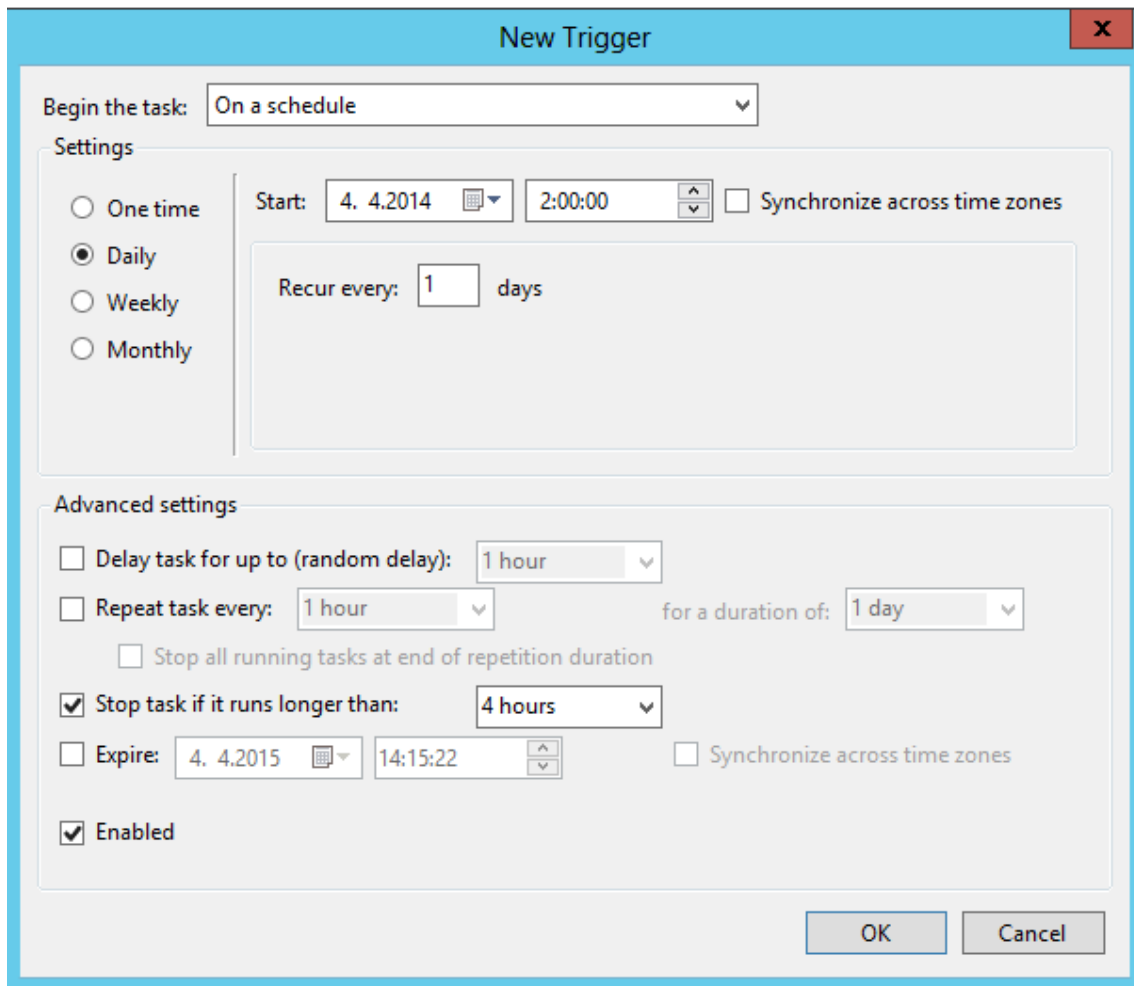 New Trigger
x
Begin the task: On a schedule
Settings
One time
Daily
Weekly
Monthly
Start: 4. 4.2014 2:00:00 Synchronize across time zones
Recur every: 1 days
Advanced settings
Delay task for up to (random delay): 1 hour
Repeat task every: 1 hour for a duration of: 1 day
Stop all running tasks at end of repetition duration
Stop task if it runs longer than: 4 hours
Expire: 4. 4.2015 14:15:22 Synchronize across time zones
Enabled
OK Cancel